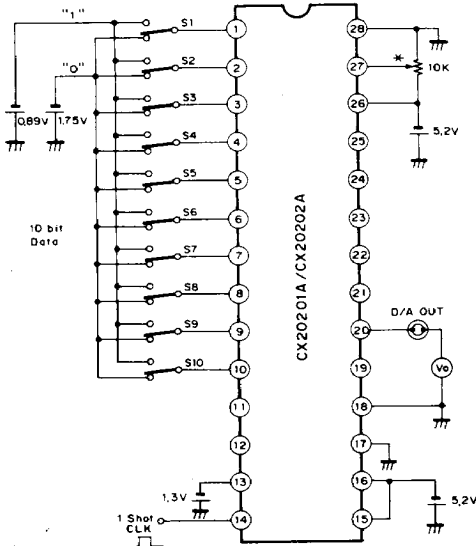 "1"
S1
1
28
"0"
S2
2
27
*
10K
S3
3
26
0,89V
1,75V
S4
4
25
5,2V
S5
5
24
10 bit
Data
S6
6
23
S7
7
22
CX20201A/CX20202A
S8
8
21
D/A OUT
S9
9
20
Vo
S10
10
19
11
18
12
17
1,3V
13
16
5,2V
1 Shot
CLK
14
15